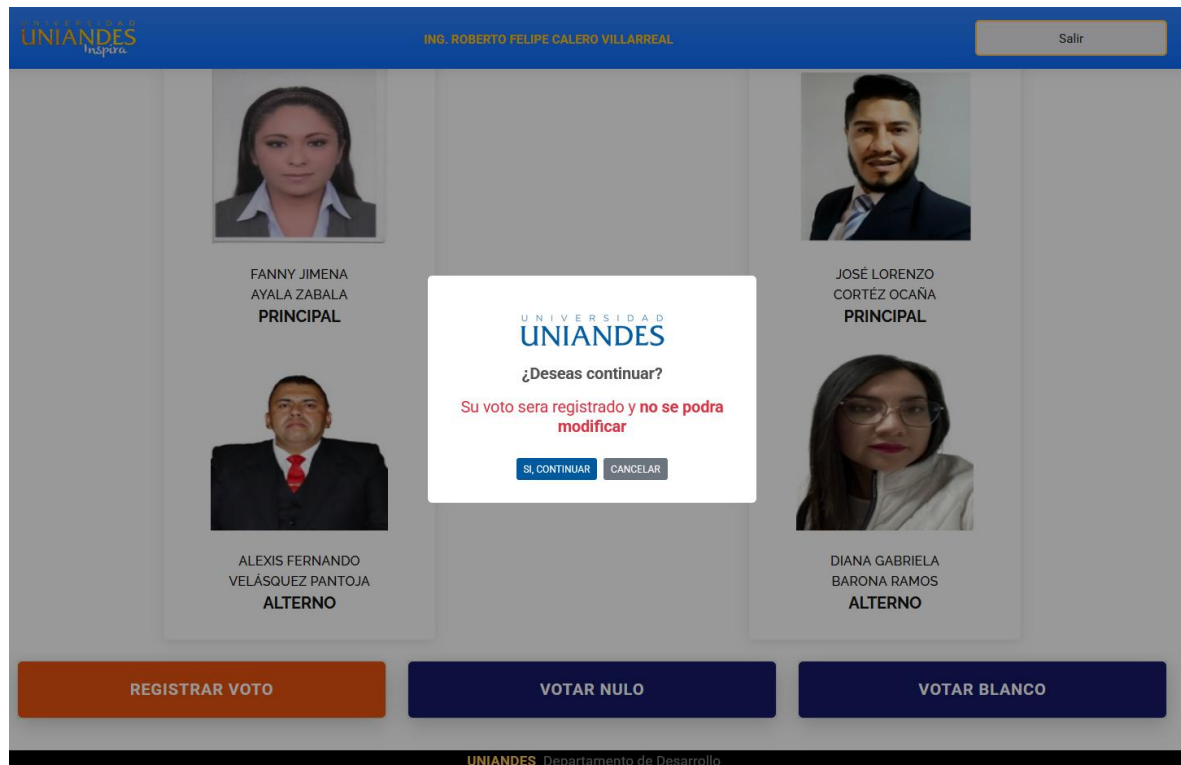 UNIVERSIDAD
UNIANDES
Inspira
ING. ROBERTO FELIPE CALERO VILLARREAL
Salir
FANNY JIMENA
AYALA ZABALA
PRINCIPAL
JOSÉ LORENZO
CORTÉZ OCAÑA
PRINCIPAL
UNIVERSIDAD
UNIANDES
¿Deseas continuar?
Su voto sera registrado y no se podra
modificar
SI, CONTINUAR
CANCELAR
ALEXIS FERNANDO
VELÁSQUEZ PANTOJA
ALTERNO
DIANA GABRIELA
BARONA RAMOS
ALTERNO
REGISTRAR VOTO
VOTAR NULO
VOTAR BLANCO
UNIANDES Departamento de Desarrollo